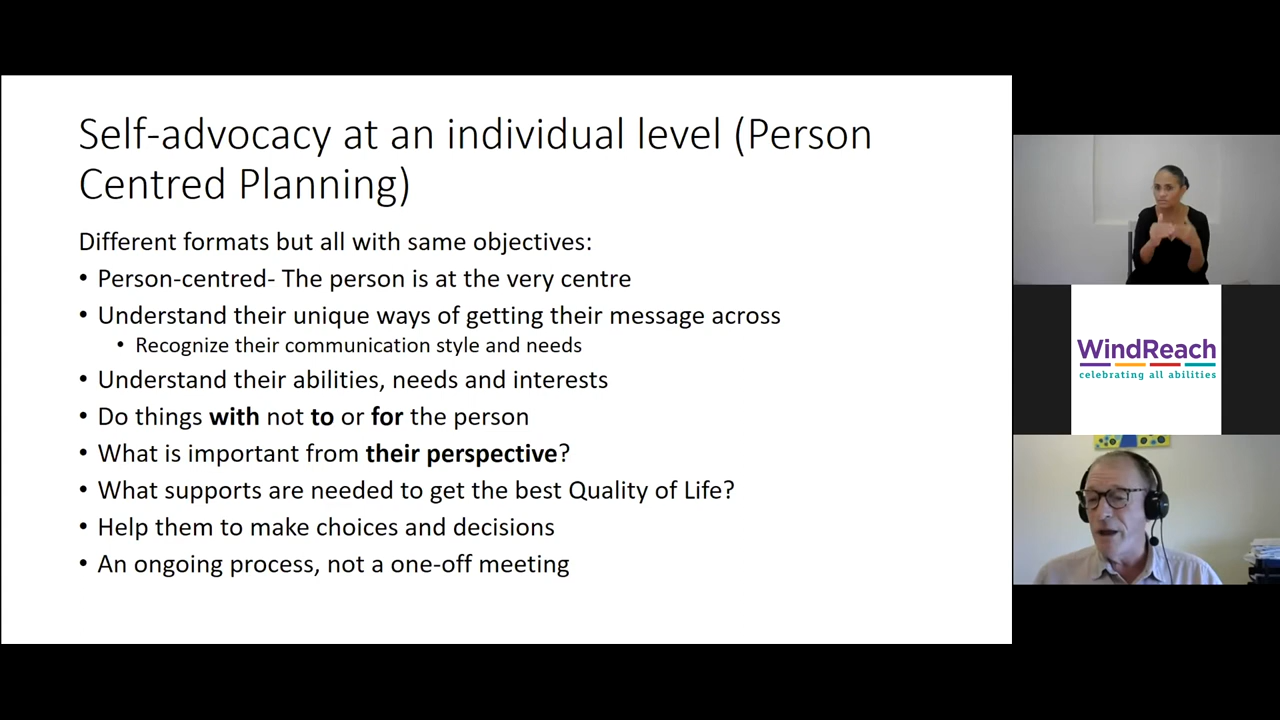 Self-advocacy at an individual level (Person
Centred Planning)
Different formats but all with same objectives:
• Person-centred- The person is at the very centre
• Understand their unique ways of getting their message across
• Recognize their communication style and needs
• Understand their abilities, needs and interests
• Do things with not to or for the person
• What is important from their perspective?
• What supports are needed to get the best Quality of Life?
• Help them to make choices and decisions
• An ongoing process, not a one-off meeting
WindReach
celebrating all abilities